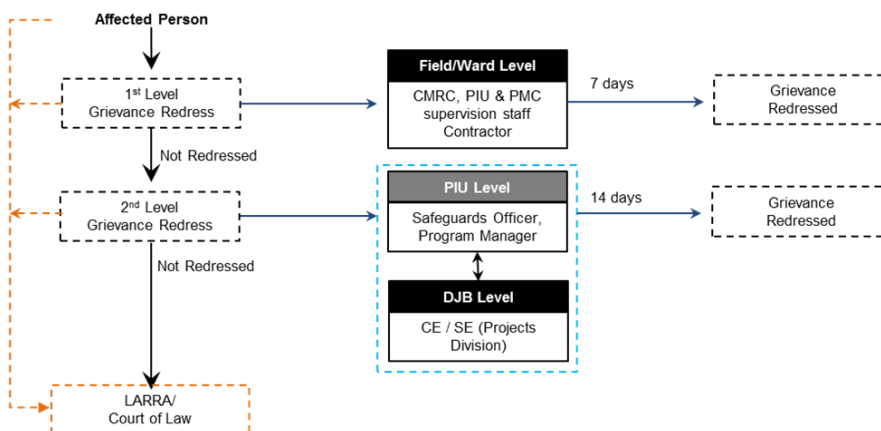 Affected Person
1st Level
Grievance Redress
Field/Ward Level
CMRC, PIU & PMC
supervision staff
Contractor
7 days
Grievance
Redressed
Not Redressed
2nd Level
Grievance Redress
PIU Level
Safeguards Officer,
Program Manager
14 days
Grievance
Redressed
Not Redressed
DJB Level
CE / SE (Projects
Division)
LARRA/
Court of Law